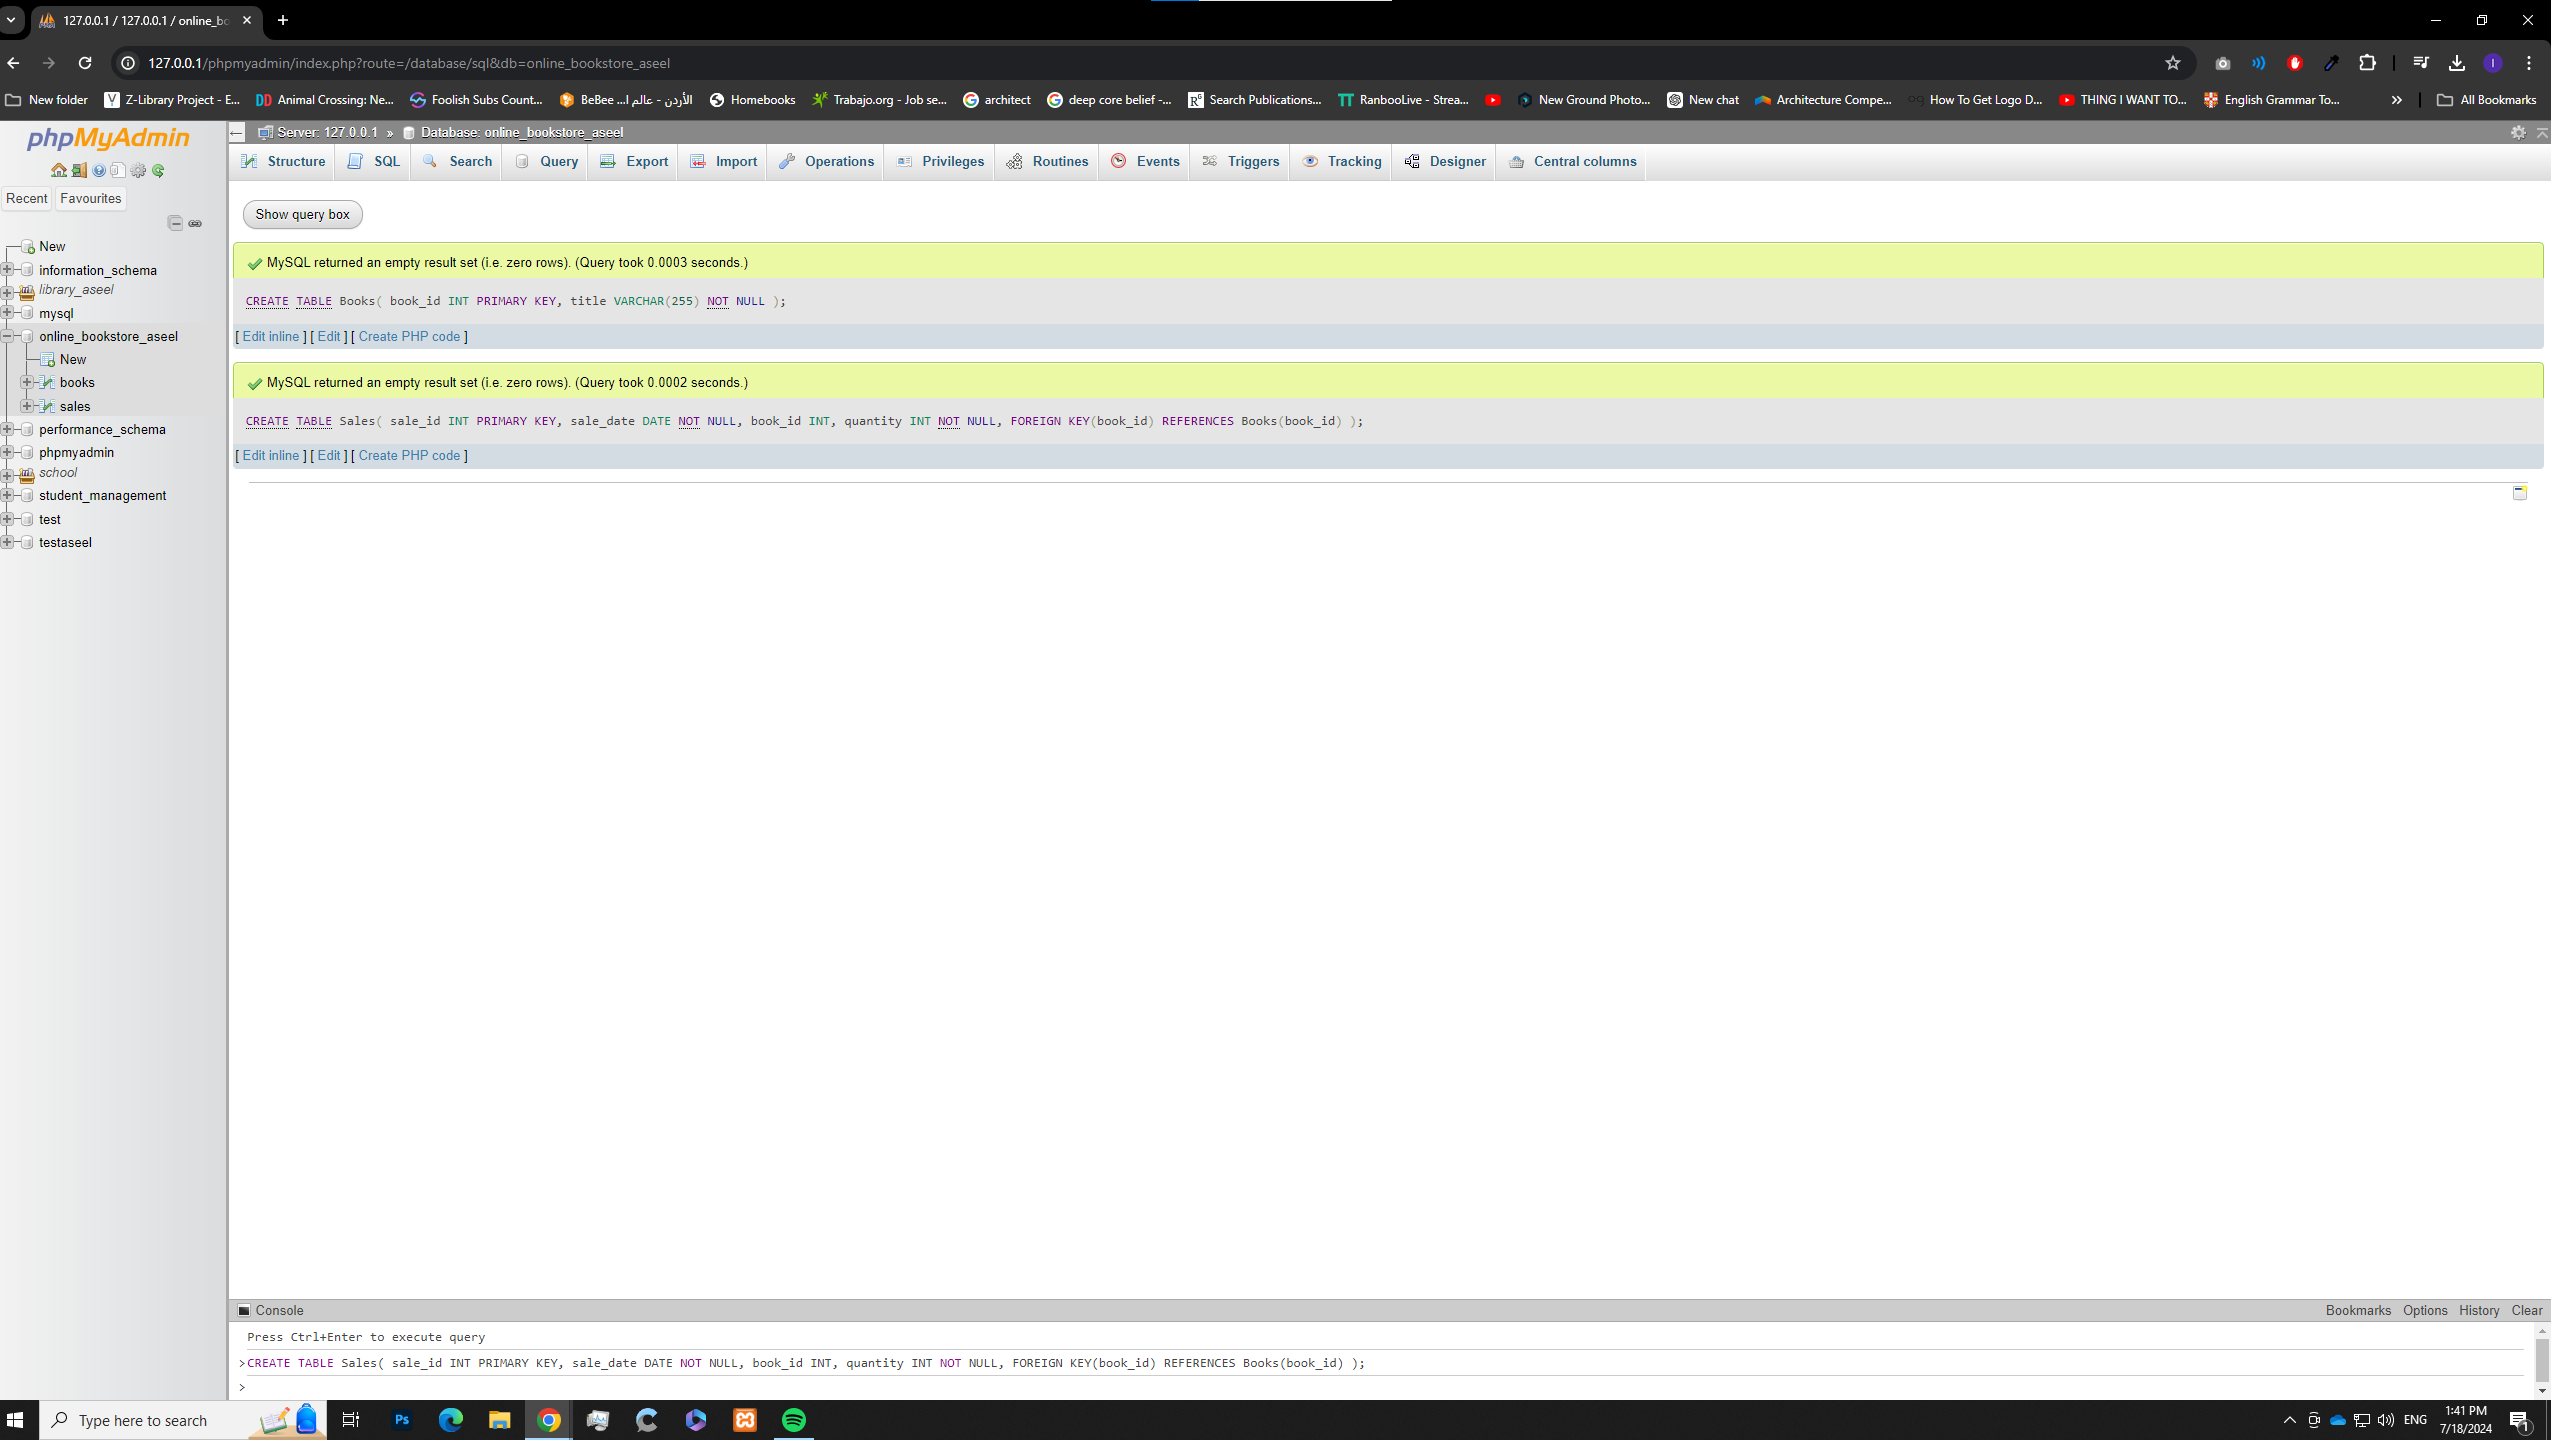 127.0.0.1 / 127.0.0.1 / online_bo
127.0.0.1/phpmyadmin/index.php?route=/database/sql&db=online_bookstore_aseel
New folder Z-Library Project - E... Animal Crossing: Ne... Foolish Subs Count... BeBee الأردن - عالم ا... Homebooks Trabajo.org - Job se... architect deep core belief -... Search Publications... RanbooLive - Strea... New Ground Photo... New chat Architecture Compe... How To Get Logo D... THING I WANT TO... English Grammar To... » All Bookmarks
phpMyAdmin
Recent Favourites
New
information_schema
library_aseel
mysql
online_bookstore_aseel
New
books
sales
performance_schema
phpmyadmin
school
student_management
test
testaseel
Server: 127.0.0.1 » Database: online_bookstore_aseel
Structure SQL Search Query Export Import Operations Privileges Routines Events Triggers Tracking Designer Central columns
Show query box
MySQL returned an empty result set (i.e. zero rows). (Query took 0.0003 seconds.)
CREATE TABLE Books( book_id INT PRIMARY KEY, title VARCHAR(255) NOT NULL );
[ Edit inline ] [ Edit ] [ Create PHP code ]
MySQL returned an empty result set (i.e. zero rows). (Query took 0.0002 seconds.)
CREATE TABLE Sales( sale_id INT PRIMARY KEY, sale_date DATE NOT NULL, book_id INT, quantity INT NOT NULL, FOREIGN KEY(book_id) REFERENCES Books(book_id) );
[ Edit inline ] [ Edit ] [ Create PHP code ]
Console Bookmarks Options History Clear
Press Ctrl+Enter to execute query
>CREATE TABLE Sales( sale_id INT PRIMARY KEY, sale_date DATE NOT NULL, book_id INT, quantity INT NOT NULL, FOREIGN KEY(book_id) REFERENCES Books(book_id) );
>
Type here to search
Ps
ENG
1:41 PM
7/18/2024
1